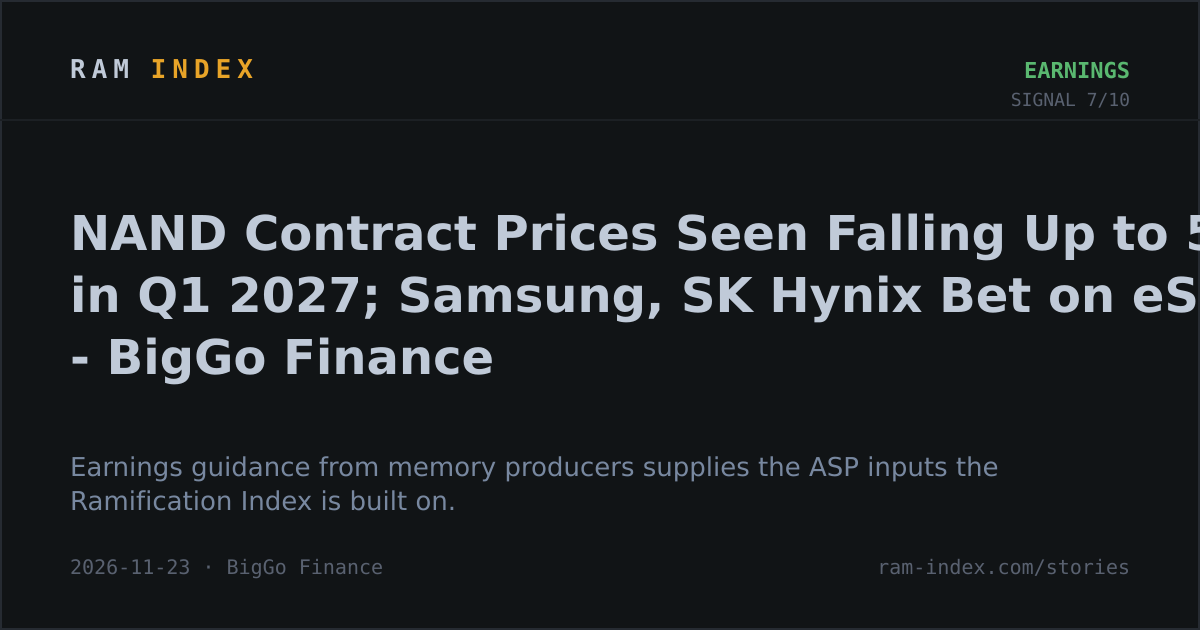 RAM INDEX
EARNINGS
SIGNAL 7/10
NAND Contract Prices Seen Falling Up to
in Q1 2027; Samsung, SK Hynix Bet on
- BigGo Finance
Earnings guidance from memory producers supplies the ASP inputs the
Ramification Index is built on.
2026-11-23 · BigGo Finance
ram-index.com/stories